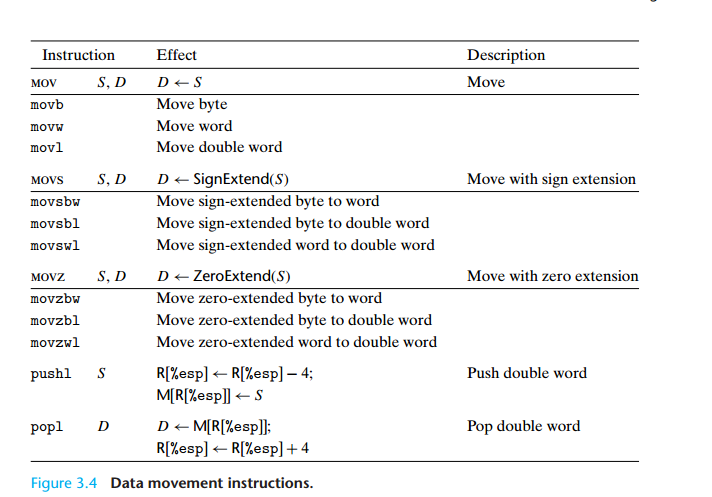 Instruction Effect Description
MOV S, D D ← S Move
movb Move byte
movw Move word
movl Move double word
MOVS S, D D ← SignExtend(S) Move with sign extension
movsbw Move sign-extended byte to word
movsbl Move sign-extended byte to double word
movswl Move sign-extended word to double word
MOVZ S, D D ← ZeroExtend(S) Move with zero extension
movzbw Move zero-extended byte to word
movzbl Move zero-extended byte to double word
movzwl Move zero-extended word to double word
pushl S R[%esp] ← R[%esp] – 4; Push double word
M[R[%esp]] ← S
popl D D ← M[R[%esp]]; Pop double word
R[%esp] ← R[%esp] + 4
Figure 3.4 Data movement instructions.